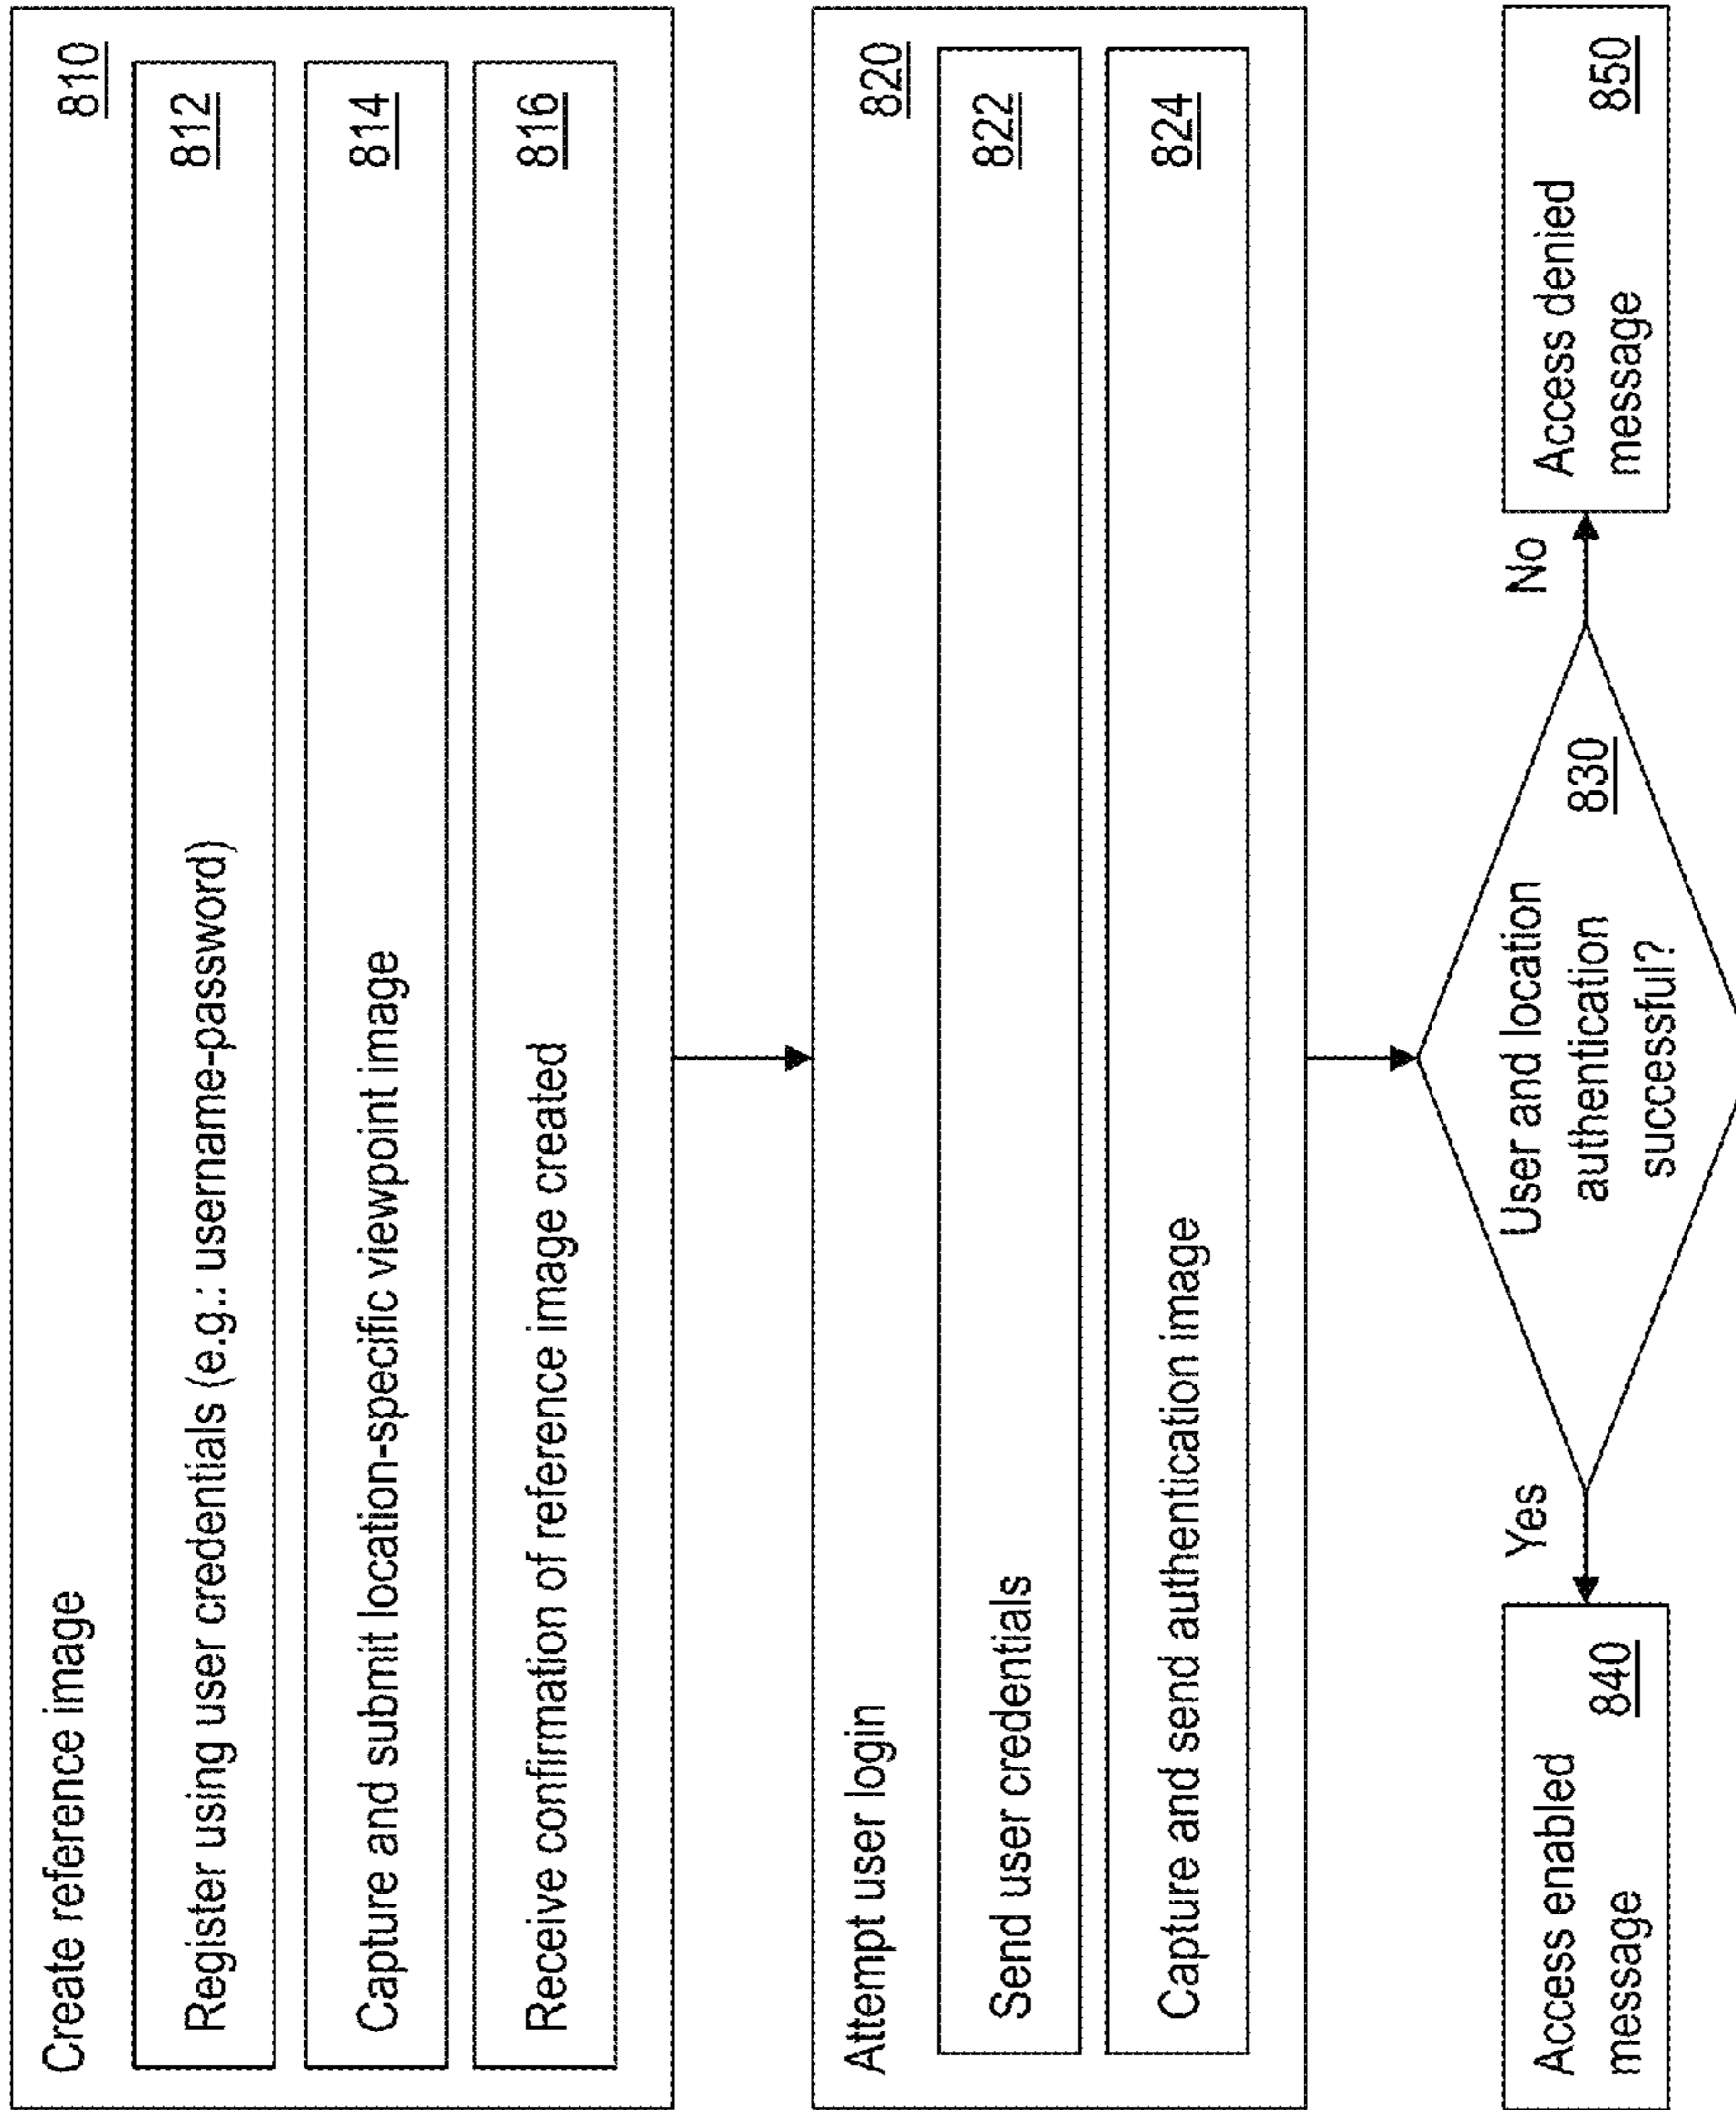 Create reference image 810
Register using user credentials (e.g.: username-password) 812
Capture and submit location-specific viewpoint image 814
Receive confirmation of reference image created 816
Attempt user login 820
Send user credentials 822
Capture and send authentication image 824
User and location
authentication 830
successful?
Yes
No
Access enabled
message 840
Access denied
message 850